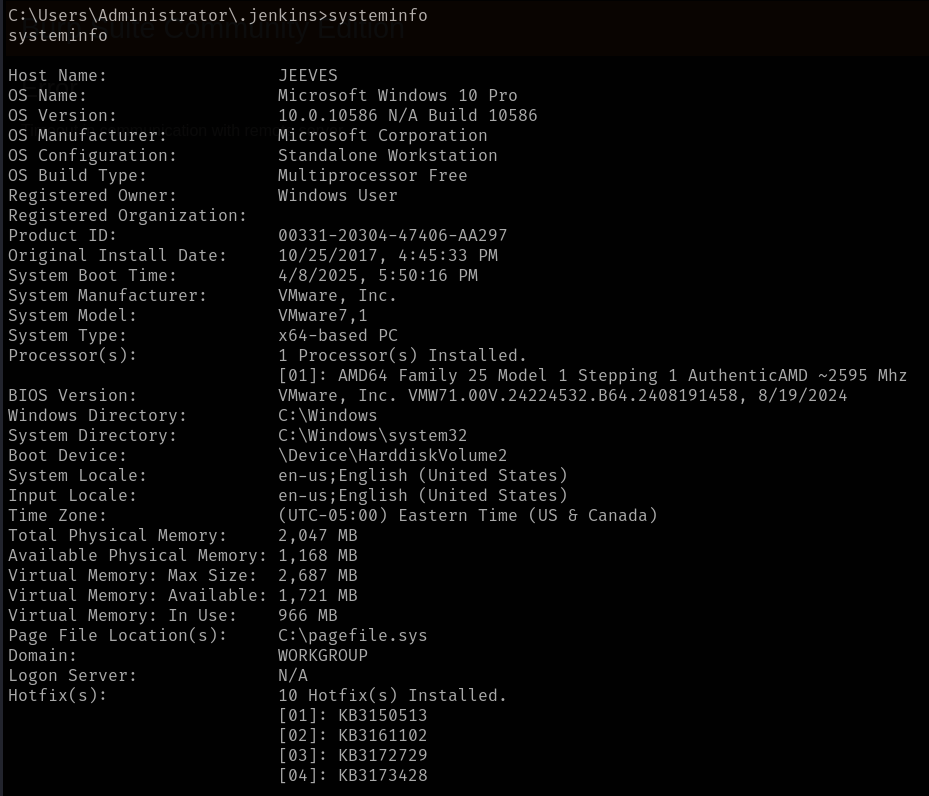 C:\Users\Administrator\.jenkins>systeminfo
systeminfo
Suite Community Edition
Host Name:                 JEEVES
OS Name:                   Microsoft Windows 10 Pro
OS Version:                10.0.10586 N/A Build 10586
OS Manufacturer:           Microsoft Corporation
OS Configuration:          Standalone Workstation
OS Build Type:             Multiprocessor Free
Registered Owner:          Windows User
Registered Organization:
Product ID:                00331-20304-47406-AA297
Original Install Date:     10/25/2017, 4:45:33 PM
System Boot Time:          4/8/2025, 5:50:16 PM
System Manufacturer:       VMware, Inc.
System Model:              VMware7,1
System Type:               x64-based PC
Processor(s):              1 Processor(s) Installed.
                           [01]: AMD64 Family 25 Model 1 Stepping 1 AuthenticAMD ~2595 Mhz
BIOS Version:              VMware, Inc. VMW71.00V.24224532.B64.2408191458, 8/19/2024
Windows Directory:         C:\Windows
System Directory:          C:\Windows\system32
Boot Device:               \Device\HarddiskVolume2
System Locale:             en-us;English (United States)
Input Locale:              en-us;English (United States)
Time Zone:                 (UTC-05:00) Eastern Time (US & Canada)
Total Physical Memory:     2,047 MB
Available Physical Memory: 1,168 MB
Virtual Memory: Max Size:  2,687 MB
Virtual Memory: Available: 1,721 MB
Virtual Memory: In Use:    966 MB
Page File Location(s):     C:\pagefile.sys
Domain:                    WORKGROUP
Logon Server:              N/A
Hotfix(s):                 10 Hotfix(s) Installed.
                           [01]: KB3150513
                           [02]: KB3161102
                           [03]: KB3172729
                           [04]: KB3173428